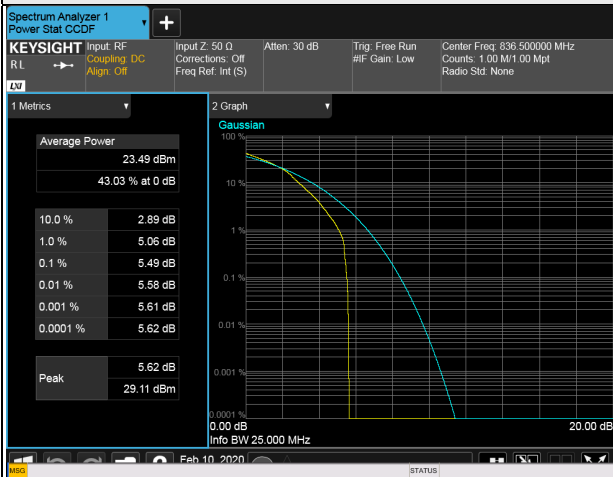 Spectrum Analyzer 1
Power Stat CCDF
KEYSIGHT
RL
LXI
Input: RF
Coupling: DC
Align: Off
Input Z: 50 Ω
Corrections: Off
Freq Ref: Int (S)
Atten: 30 dB
Trig: Free Run
#IF Gain: Low
Center Freq: 836.500000 MHz
Counts: 1.00 M/1.00 Mpt
Radio Std: None
1 Metrics
Average Power
23.49 dBm
43.03 % at 0 dB
10.0 % 2.89 dB
1.0 % 5.06 dB
0.1 % 5.49 dB
0.01 % 5.58 dB
0.001 % 5.61 dB
0.0001 % 5.62 dB
Peak
5.62 dB
29.11 dBm
2 Graph
Gaussian
100 %
10 %
1 %
0.1 %
0.01 %
0.001 %
0.0001 %
0.00 dB 20.00 dB
Info BW 25.000 MHz
Feb 10, 2020
MSG STATUS